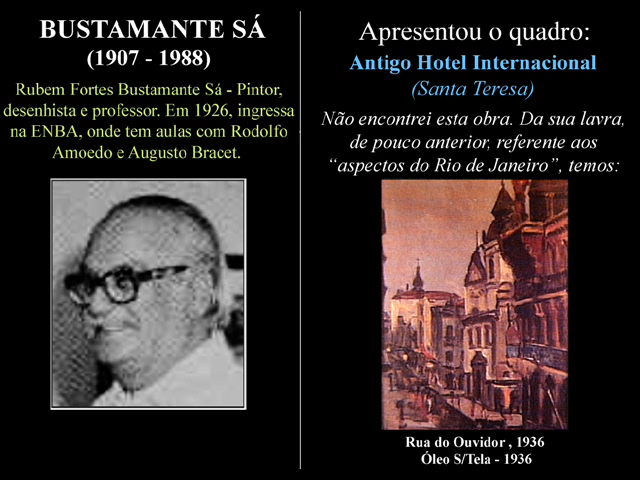 BUSTAMANTE SÁ
(1907 - 1988)
Rubem Fortes Bustamante Sá - Pintor,
desenhista e professor. Em 1926, ingressa
na ENBA, onde tem aulas com Rodolfo
Amoedo e Augusto Bracet.
Apresentou o quadro:
Antigo Hotel Internacional
(Santa Teresa)
Não encontrei esta obra. Da sua lavra,
de pouco anterior, referente aos
“aspectos do Rio de Janeiro”, temos:
Rua do Ouvidor , 1936
Óleo S/Tela - 1936